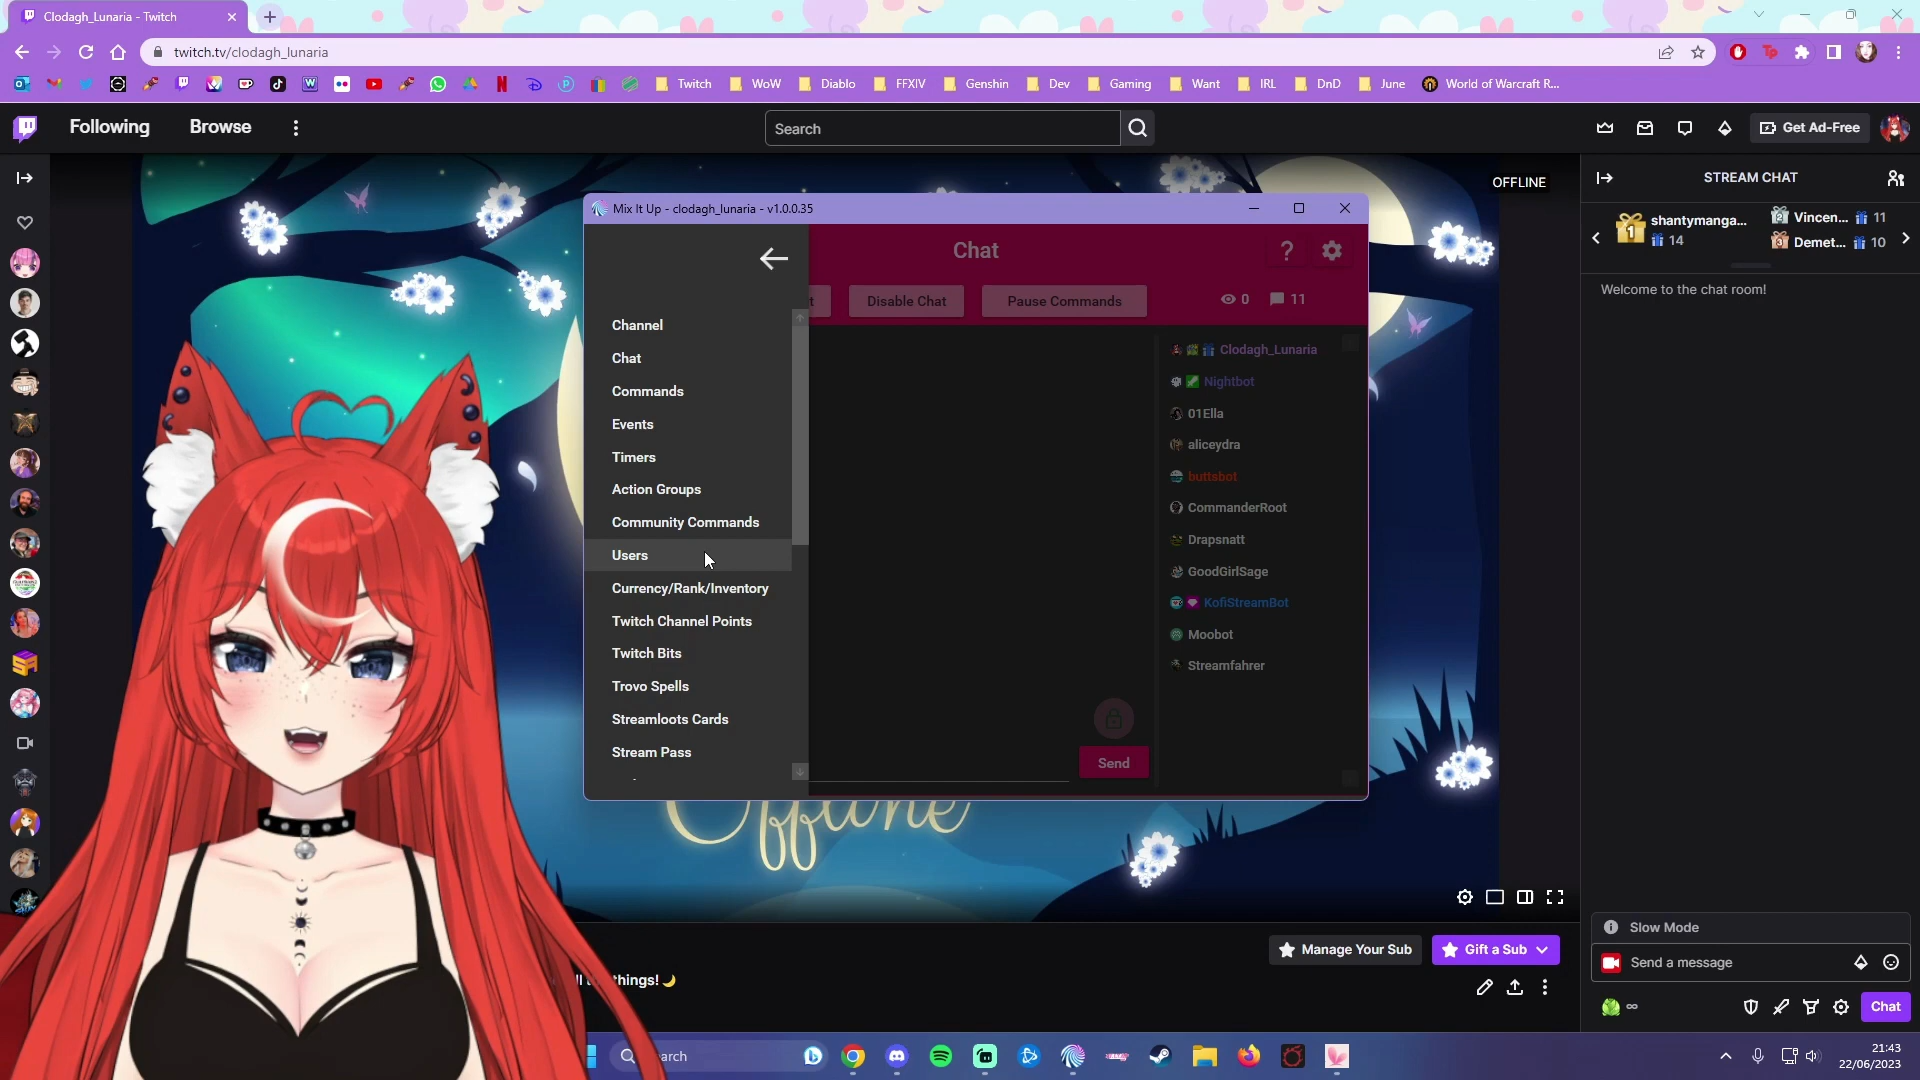 Clodagh_Lunaria - Twitch
twitch.tv/clodagh_lunaria
Twitch WoW Diablo FFXIV Genshin Dev Gaming Want IRL DnD June World of Warcraft R...
Following Browse Search Get Ad-Free
OFFLINE
STREAM CHAT
Mix It Up - clodagh_lunaria - v1.0.0.35
1 shantymanga... 14
2 Vincen... 11
3 Demet... 10
Welcome to the chat room!
Chat
?
t Disable Chat Pause Commands 0 11
Channel
Chat
Commands
Events
Timers
Action Groups
Community Commands
Users
Currency/Rank/Inventory
Twitch Channel Points
Twitch Bits
Trovo Spells
Streamloots Cards
Stream Pass
Clodagh_Lunaria
Nightbot
01Ella
aliceydra
buttsbot
CommanderRoot
Drapsnatt
GoodGirlSage
KofiStreamBot
Moobot
Streamfahrer
Send
Offline
Manage Your Sub Gift a Sub
things!
Slow Mode
Send a message
∞ Chat
arch
21:43
22/06/2023